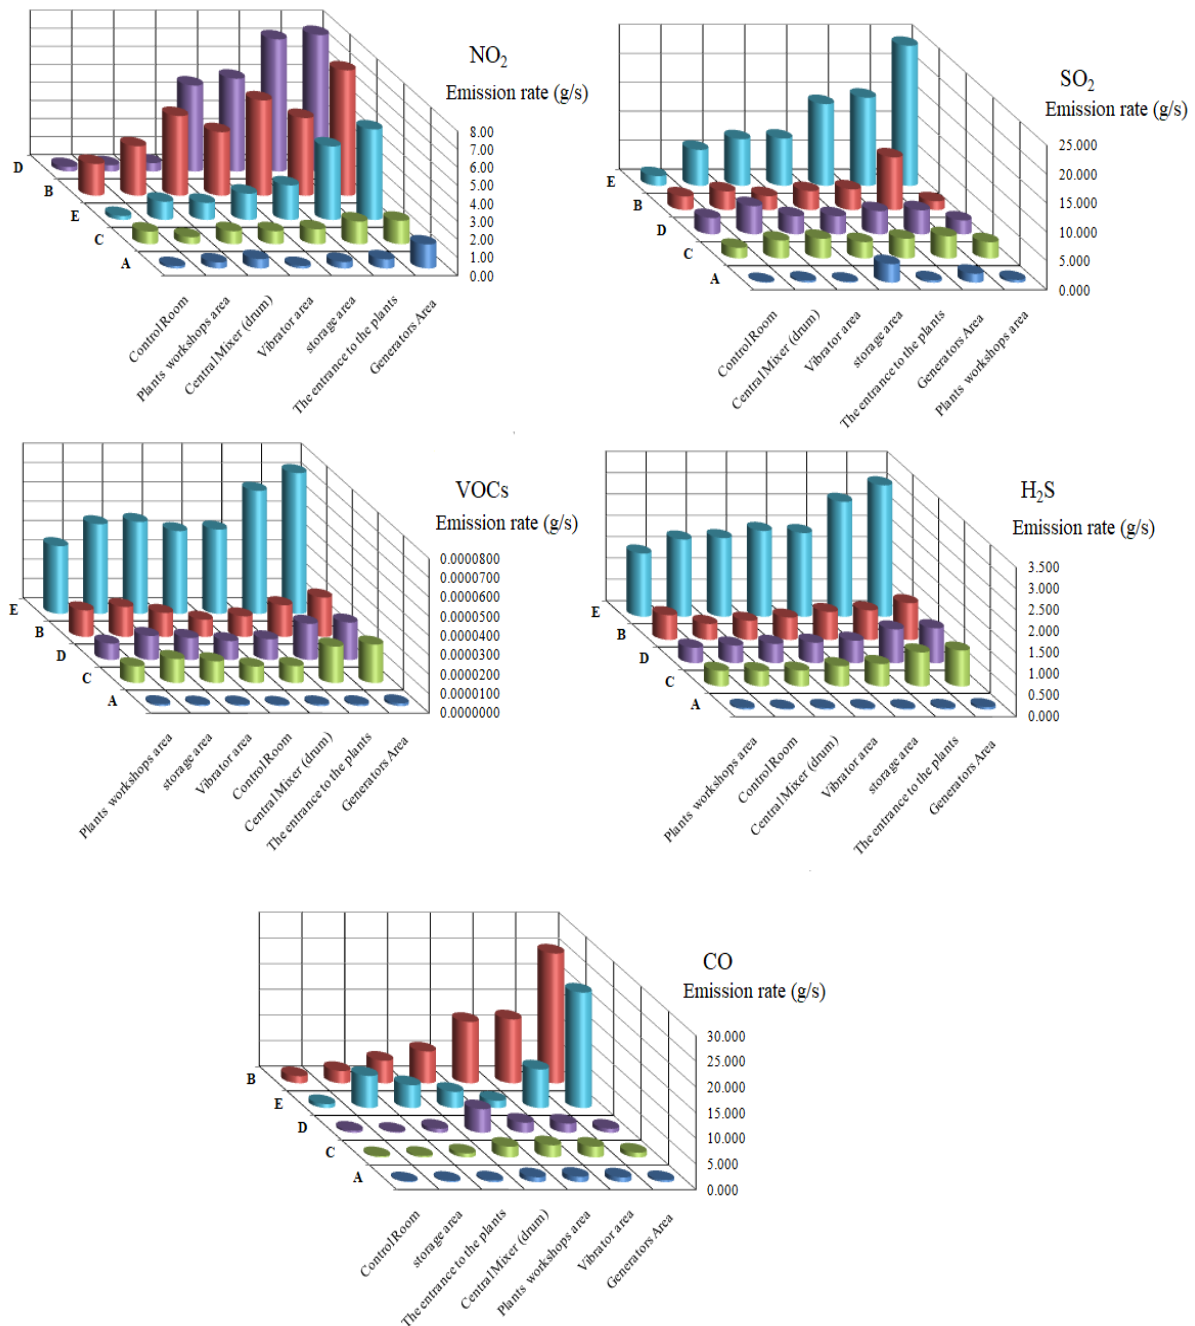 NO2
Emission rate (g/s)
8.00
7.00
6.00
5.00
4.00
3.00
2.00
1.00
0.00
D
B
E
C
A
Control Room
Plants workshops area
Central Mixer (drum)
Vibrator area
storage area
The entrance to the plants
Generators Area
SO2
Emission rate (g/s)
25.000
20.000
15.000
10.000
5.000
0.000
E
B
D
C
A
Control Room
Central Mixer (drum)
Vibrator area
storage area
The entrance to the plants
Generators Area
Plants workshops area
VOCs
Emission rate (g/s)
0.0000800
0.0000700
0.0000600
0.0000500
0.0000400
0.0000300
0.0000200
0.0000100
0.0000000
E
B
D
C
A
Plants workshops area
storage area
Vibrator area
Control Room
Central Mixer (drum)
The entrance to the plants
Generators Area
H2S
Emission rate (g/s)
3.500
3.000
2.500
2.000
1.500
1.000
0.500
0.000
E
B
D
C
A
Plants workshops area
Control Room
Central Mixer (drum)
Vibrator area
storage area
The entrance to the plants
Generators Area
CO
Emission rate (g/s)
30.000
25.000
20.000
15.000
10.000
5.000
0.000
B
E
D
C
A
Control Room
storage area
The entrance to the plants
Central Mixer (drum)
Plants workshops area
Vibrator area
Generators Area